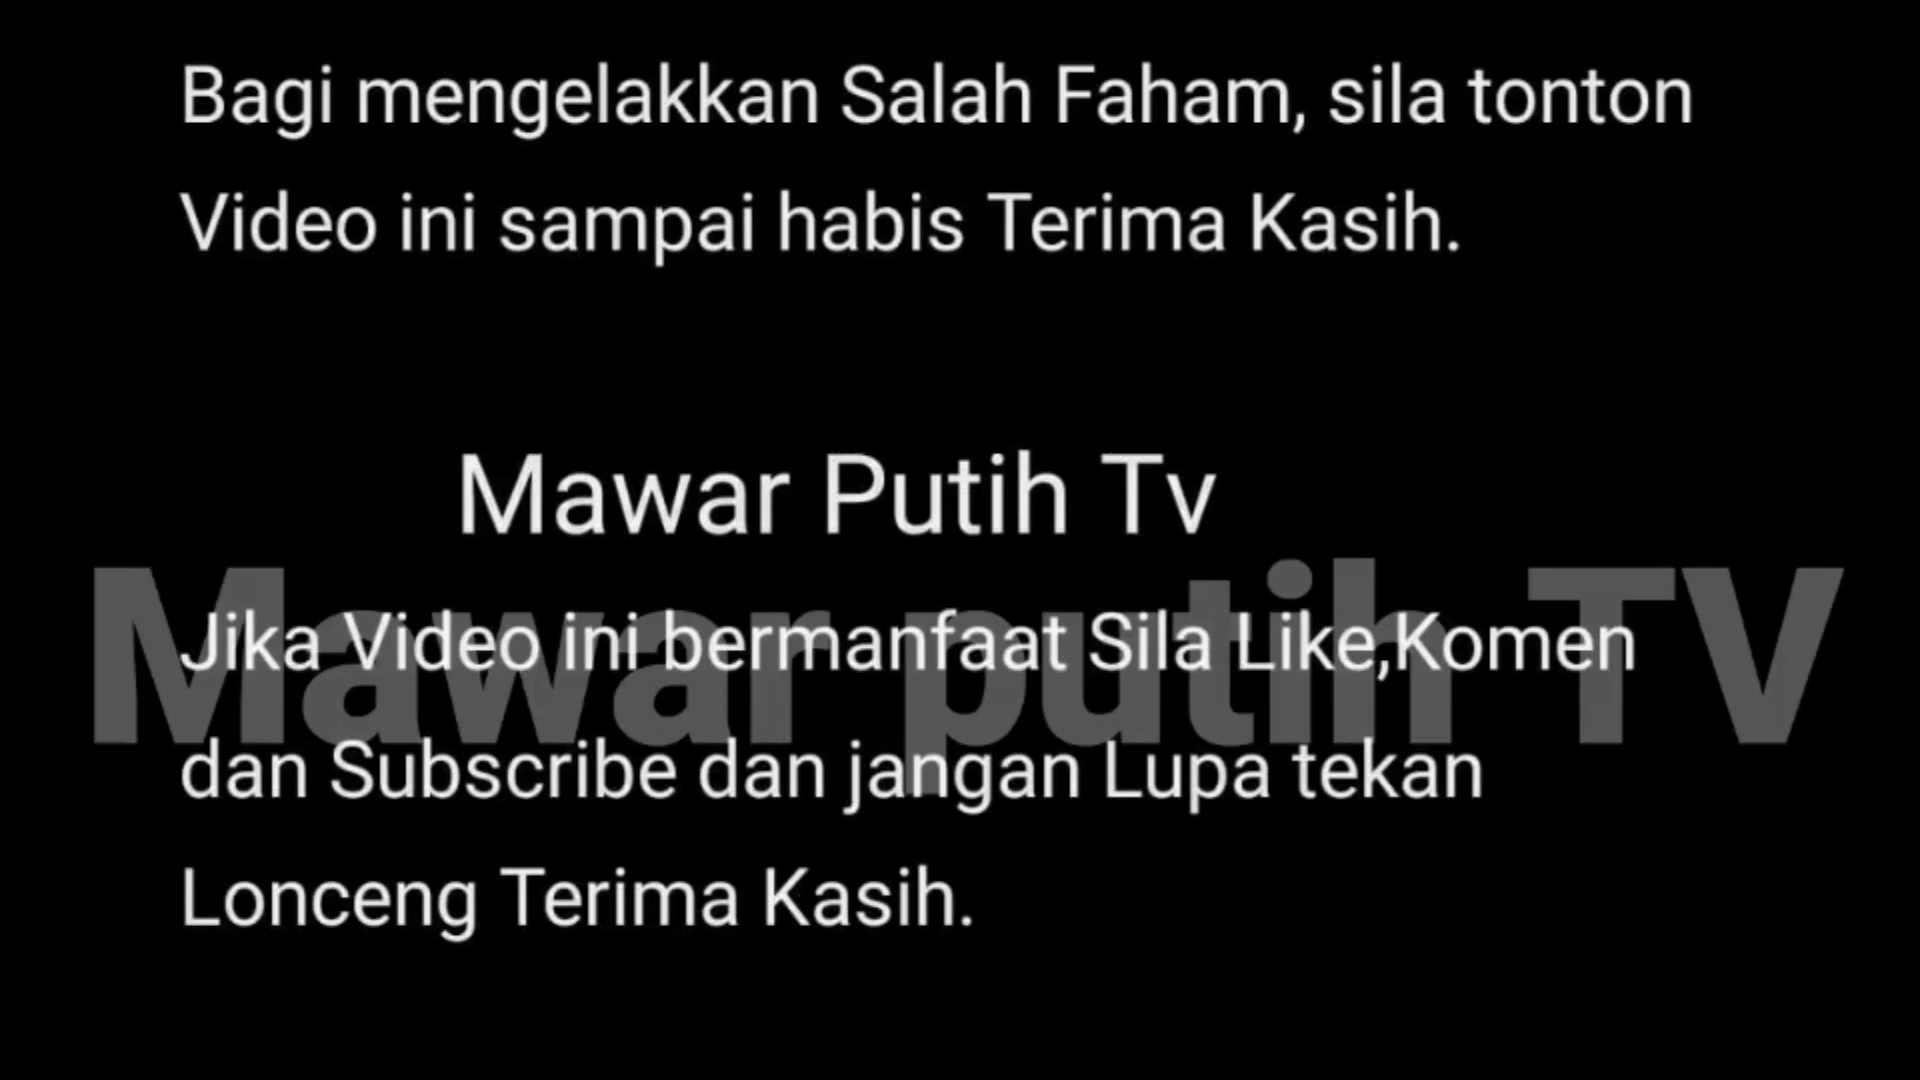 Bagi mengelakkan Salah Faham, sila tonton
Video ini sampai habis Terima Kasih.
Mawar Putih Tv
Mawar putih TV
Jika Video ini bermanfaat Sila Like,Komen
dan Subscribe dan jangan Lupa tekan
Lonceng Terima Kasih.